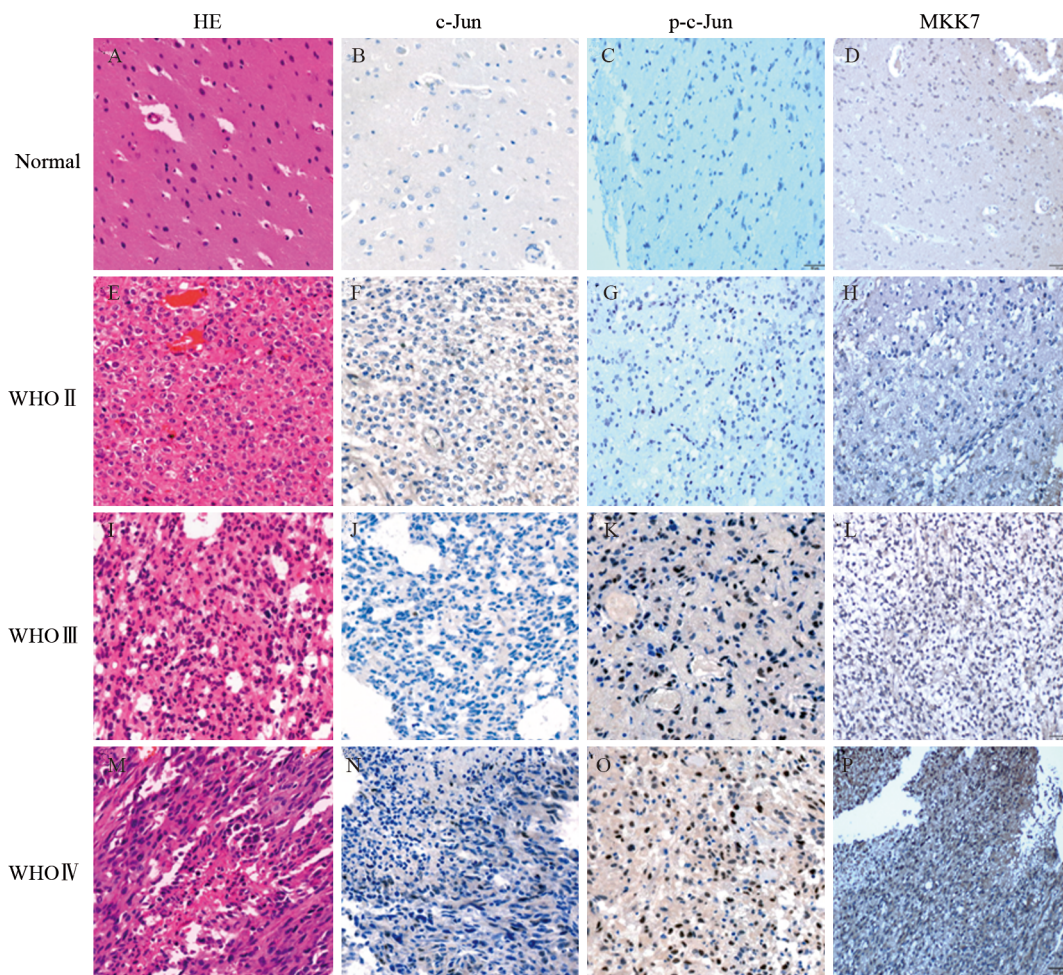 HE c-Jun p-c-Jun MKK7
Normal A B C D
WHO Ⅱ E F G H
WHO Ⅲ I J K L
WHO Ⅳ M N O P